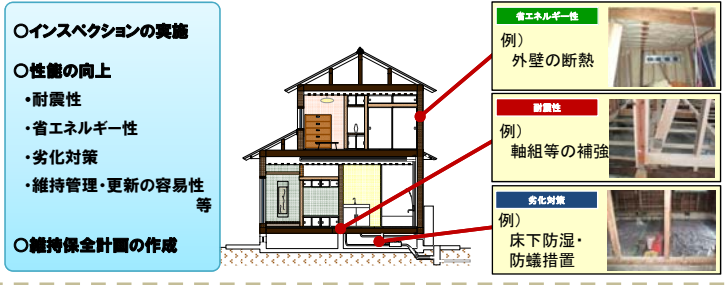 〇インスペクションの実施
〇性能の向上
・耐震性
・省エネルギー性
・劣化対策
・維持管理・更新の容易性
等
〇維持保全計画の作成
省エネルギー性
例）
外壁の断熱
耐震性
例）
軸組等の補強
劣化対策
例）
床下防湿・
防蟻措置